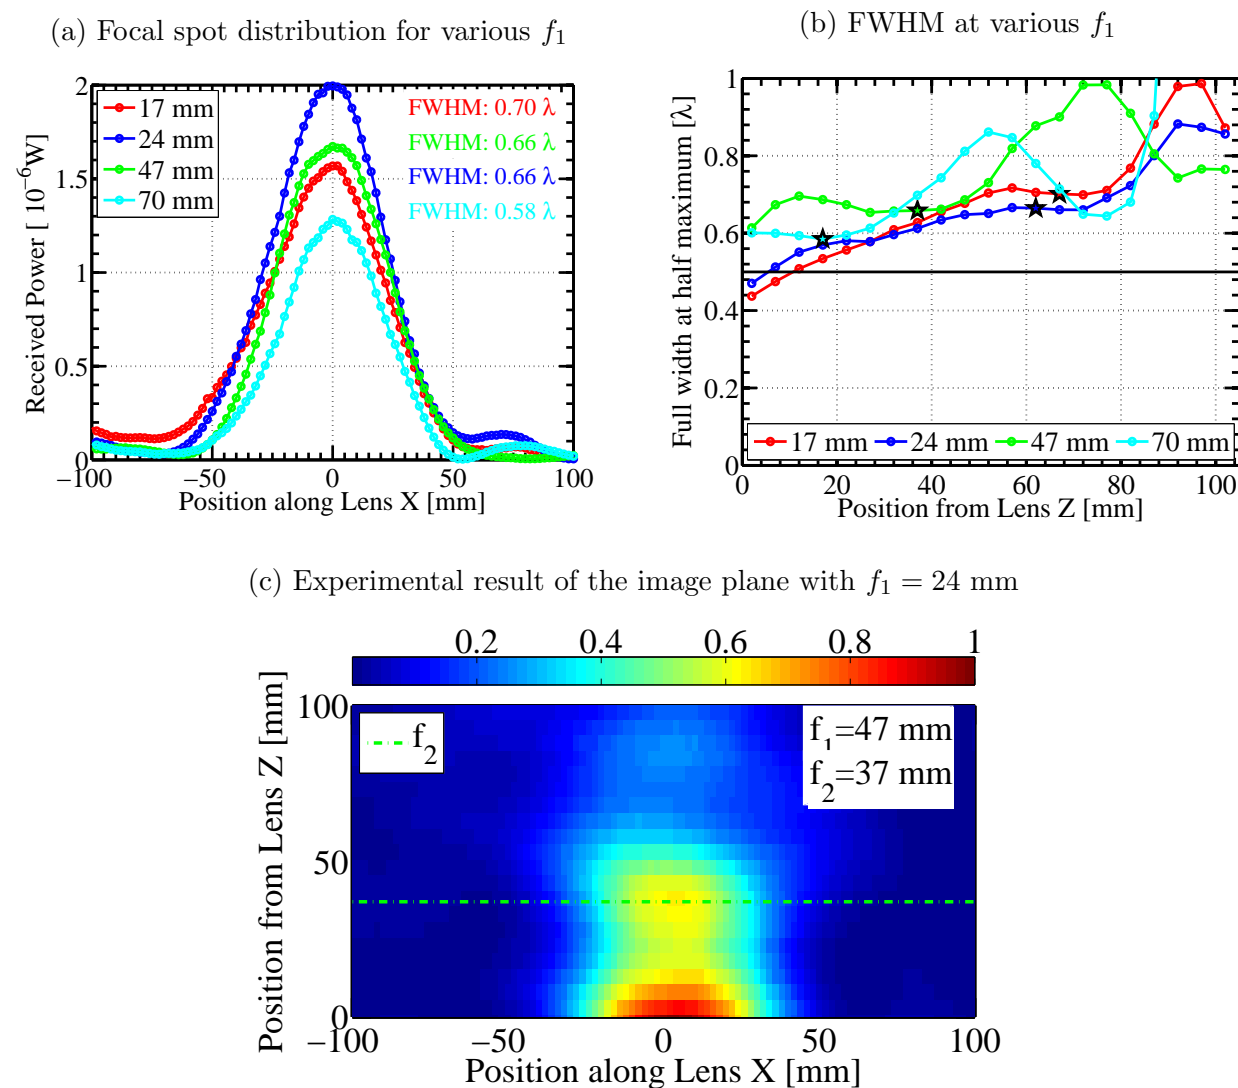 (a) Focal spot distribution for various f₁
(b) FWHM at various f₁
Received Power [ 10⁻⁶W]
2
1.5
1
0.5
0
17 mm
24 mm
47 mm
70 mm
FWHM: 0.70 λ
FWHM: 0.66 λ
FWHM: 0.66 λ
FWHM: 0.58 λ
−100 −50 0 50 100
Position along Lens X [mm]
Full width at half maximum [λ]
1
0.8
0.6
0.4
0.2
0
17 mm 24 mm 47 mm 70 mm
0 20 40 60 80 100
Position from Lens Z [mm]
(c) Experimental result of the image plane with f₁ = 24 mm
0.2 0.4 0.6 0.8 1
Position from Lens Z [mm]
100
50
0
f₂
f₁=47 mm
f₂=37 mm
−100 −50 0 50 100
Position along Lens X [mm]